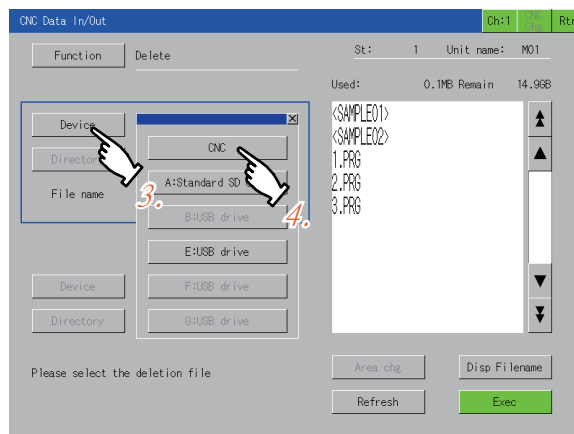 CNC Data In/Out
Ch:1
CNC Chg
Rtr
Function
Delete
St: 1 Unit name: M01
Used: 0.1MB Remain 14.9GB
Device
Directory
File name
3.
CNC
A:Standard SD
4.
B:USB drive
E:USB drive
F:USB drive
G:USB drive
<SAMPLE01>
<SAMPLE02>
1.PRG
2.PRG
3.PRG
Device
Directory
Please select the deletion file
Area chg
Disp Filename
Refresh
Exec